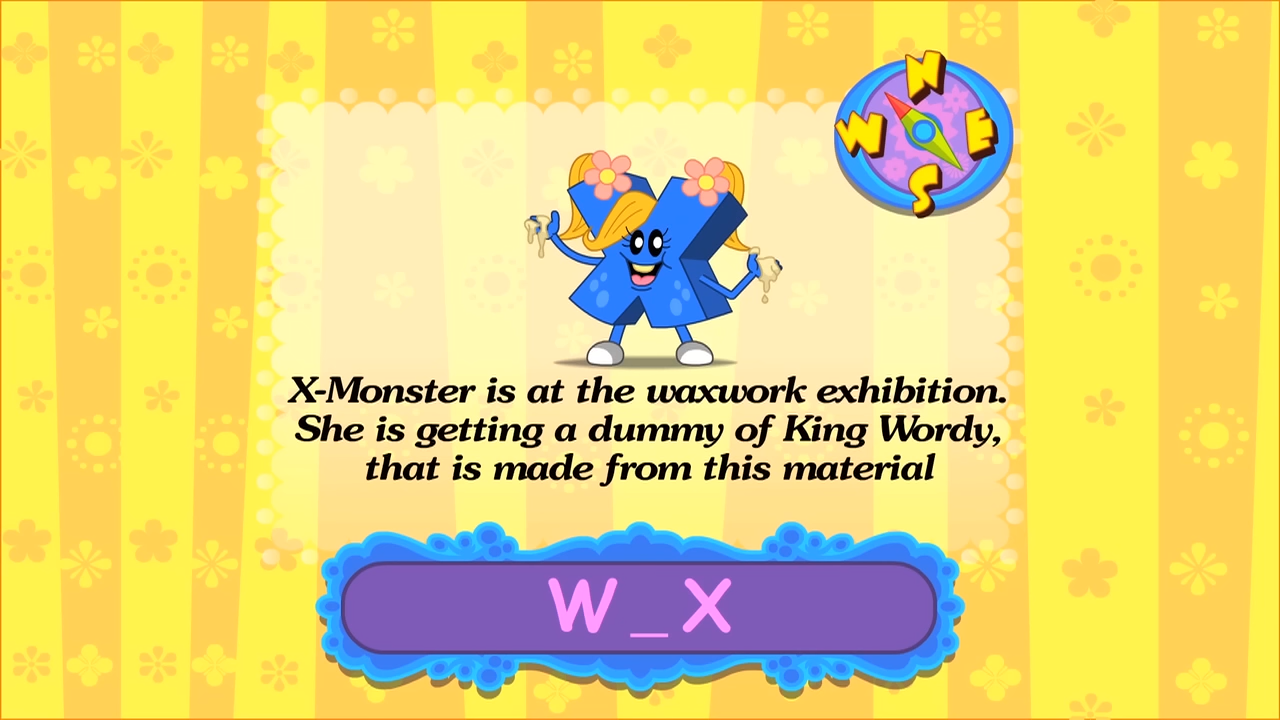 N
W E
S
X-Monster is at the waxwork exhibition.
She is getting a dummy of King Wordy,
that is made from this material
W _ X